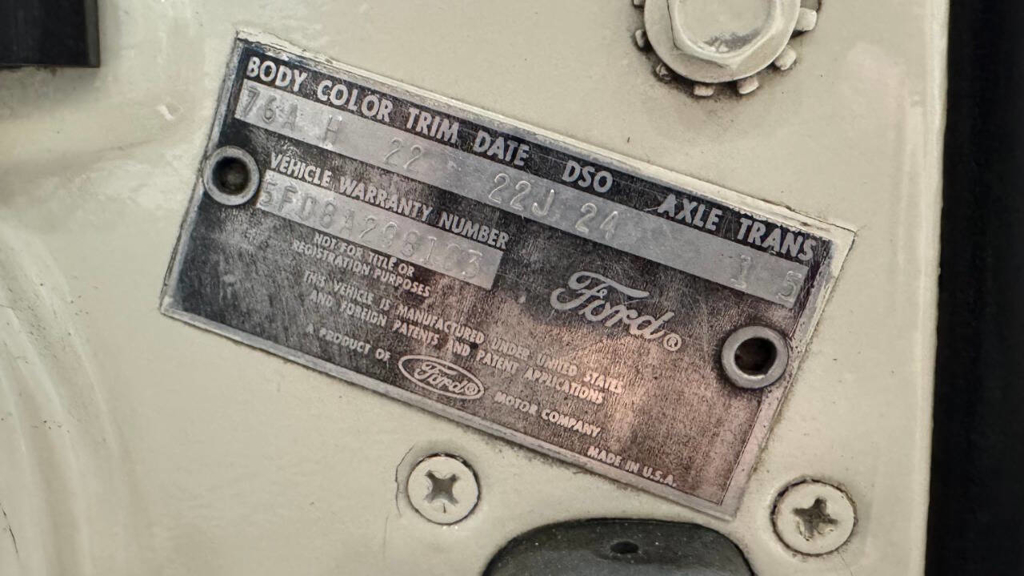 BODY COLOR TRIM DATE DSO AXLE TRANS
76A H 22 22J 24 1 5
VEHICLE WARRANTY NUMBER
NOT FOR TITLE OR
REGISTRATION PURPOSES
Ford®
THIS VEHICLE IS MANUFACTURED UNDER UNITED STATES
AND FOREIGN PATENTS AND PATENT APPLICATIONS
A PRODUCT OF Ford® MOTOR COMPANY
MADE IN U.S.A.